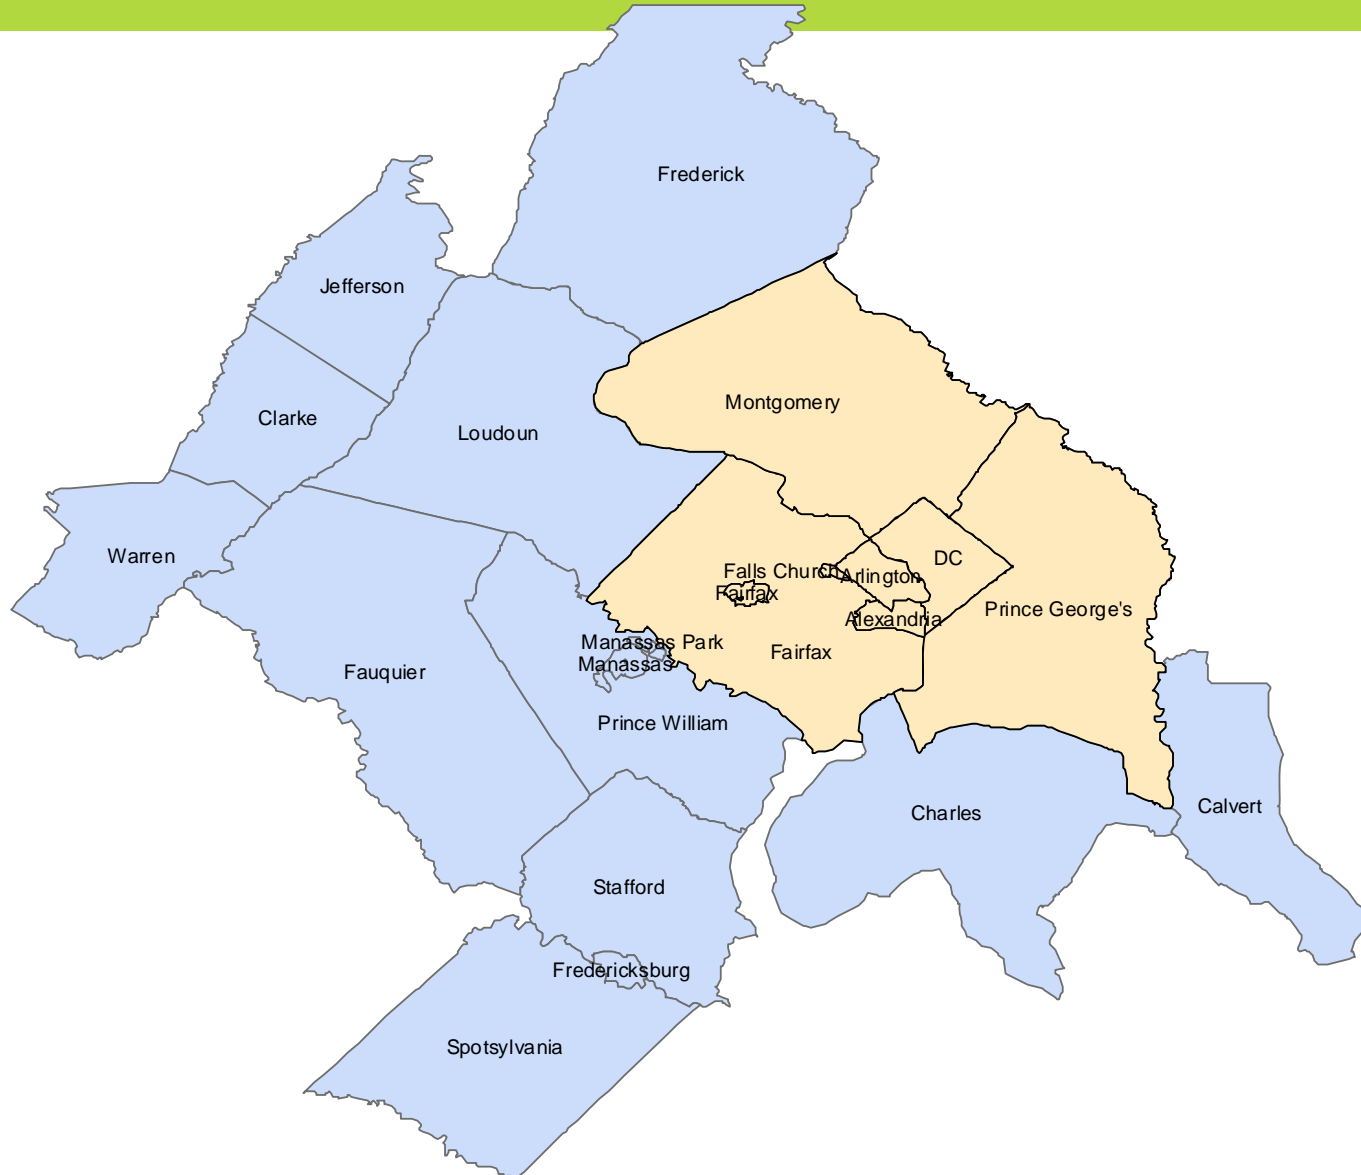 Frederick
Jefferson
Montgomery
Clarke
Loudoun
Warren
DC
Falls Church
Arlington
Fairfax
Prince George's
Alexandria
Manassas Park
Fairfax
Manassas
Fauquier
Prince William
Calvert
Charles
Stafford
Fredericksburg
Spotsylvania